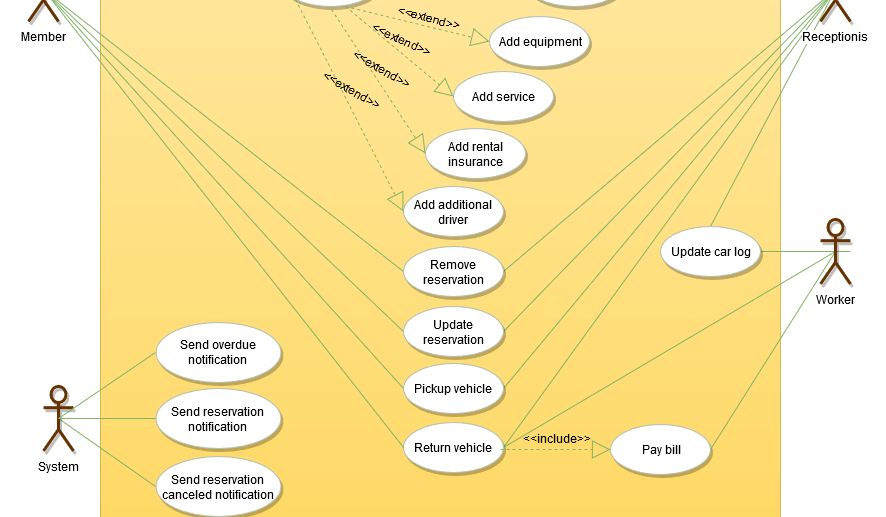 <<extend>>
Add equipment
Member
Receptionis
<<extend>>
<<extend>>
Add service
<<extend>>
Add rental
insurance
Add additional
driver
Remove
reservation
Update car log
Worker
Update
reservation
Send overdue
notification
Pickup vehicle
Send reservation
notification
Return vehicle
<<include>>
Pay bill
System
Send reservation
canceled notification